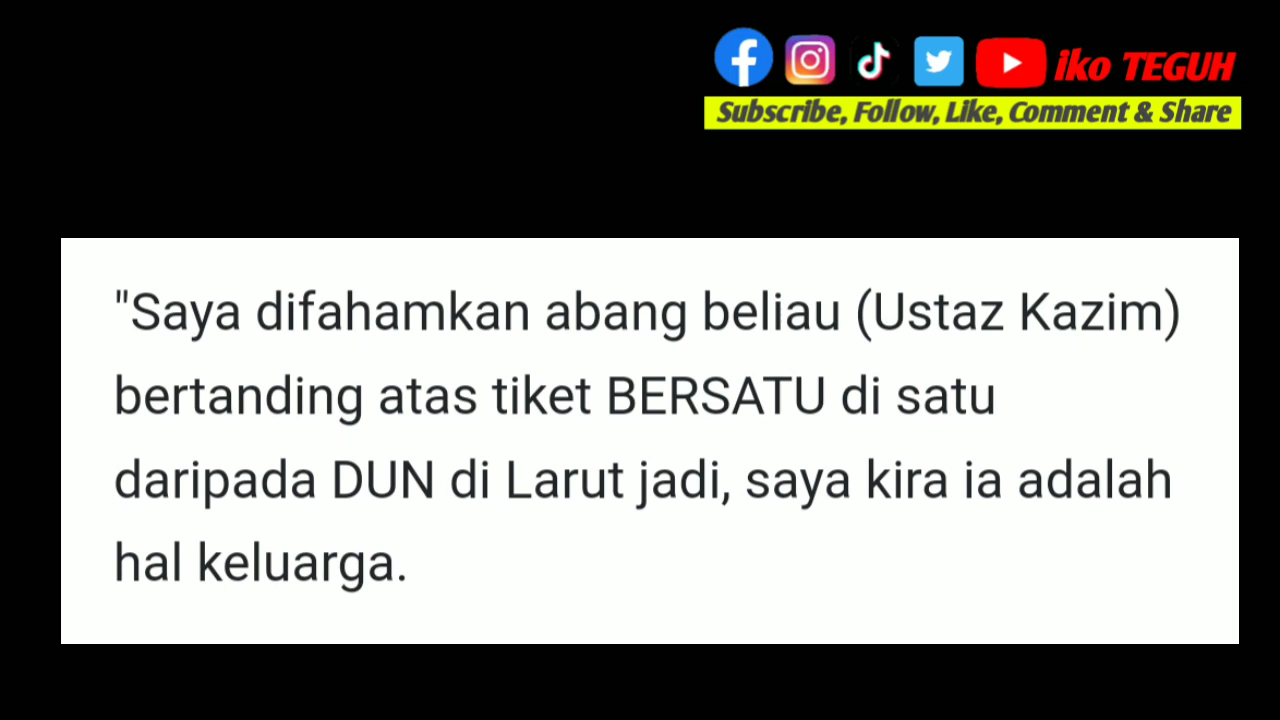 iko TEGUH
Subscribe, Follow, Like, Comment & Share
"Saya difahamkan abang beliau (Ustaz Kazim)
bertanding atas tiket BERSATU di satu
daripada DUN di Larut jadi, saya kira ia adalah
hal keluarga.